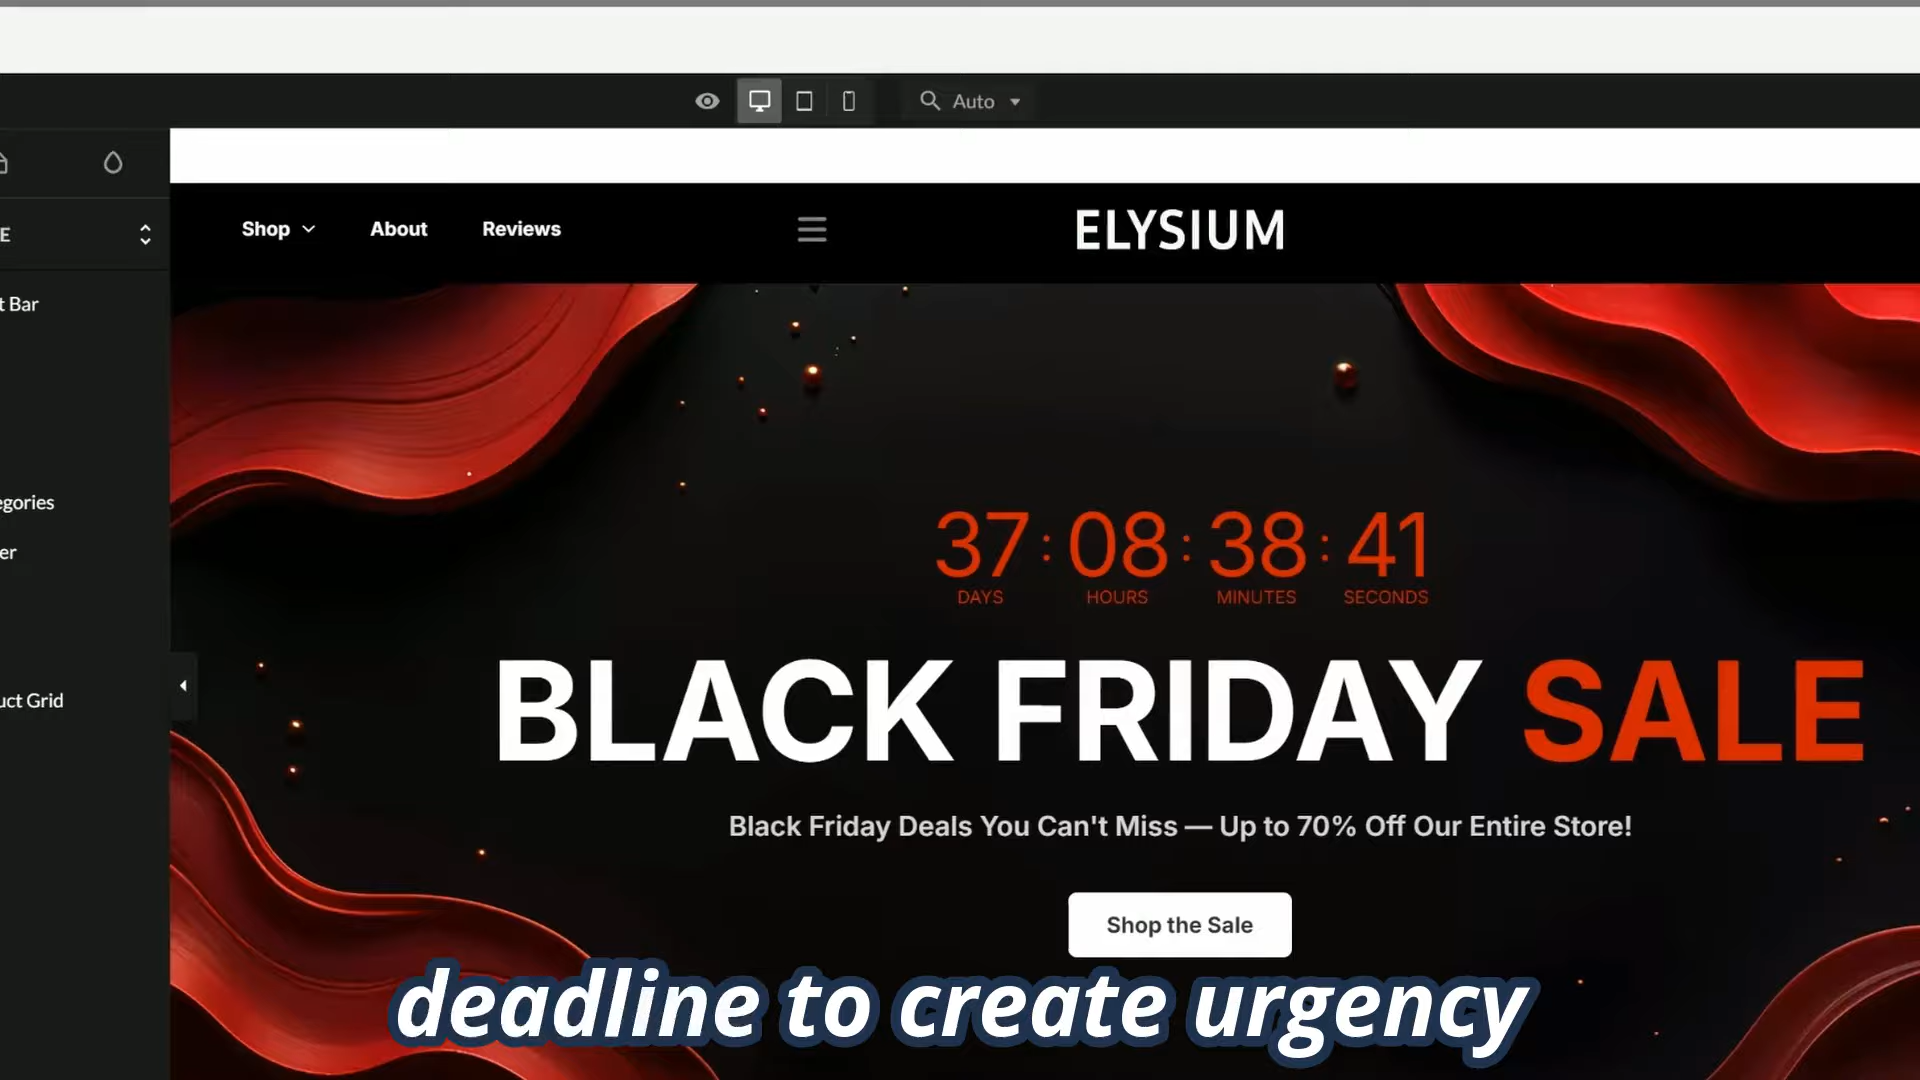 Auto
Shop
About
Reviews
ELYSIUM
E
t Bar
egories
er
uct Grid
37 : 08 : 38 : 41
DAYS HOURS MINUTES SECONDS
BLACK FRIDAY SALE
Black Friday Deals You Can't Miss — Up to 70% Off Our Entire Store!
Shop the Sale
deadline to create urgency